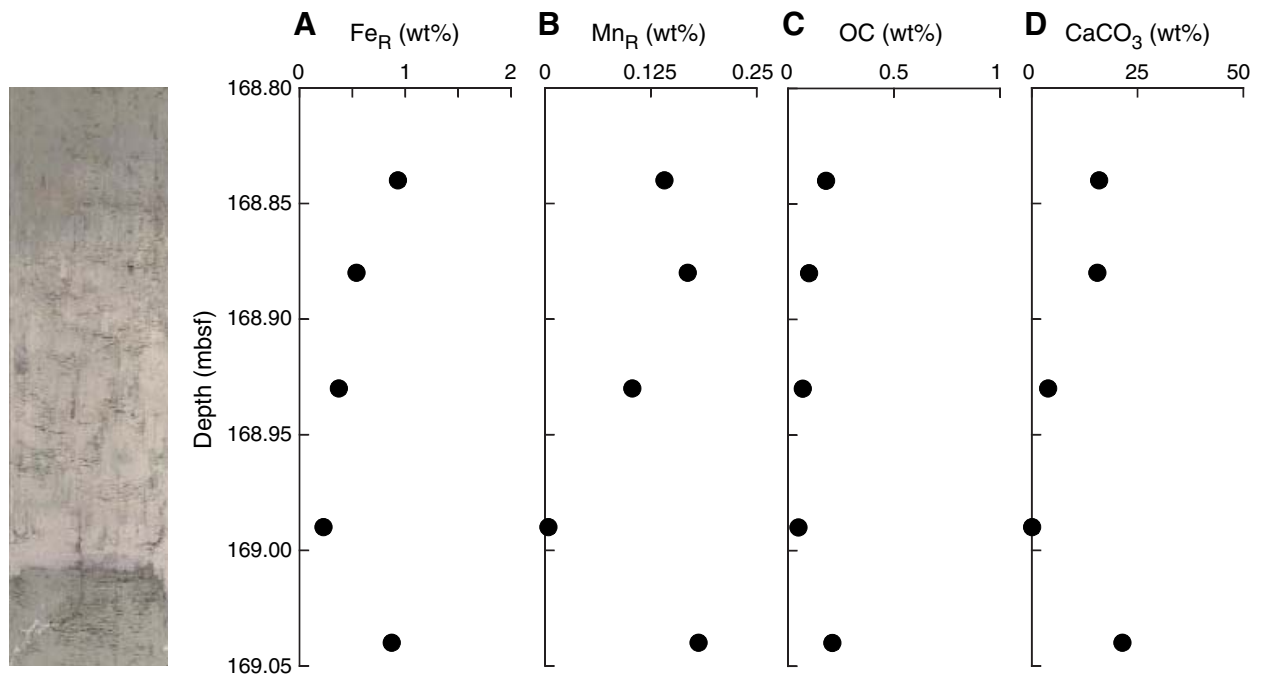 A Fe_R (wt%) B Mn_R (wt%) C OC (wt%) D CaCO_3 (wt%)
0 1 2 0 0.125 0.25 0 0.5 1 0 25 50
168.80
168.85
168.90
168.95
169.00
169.05
Depth (mbsf)